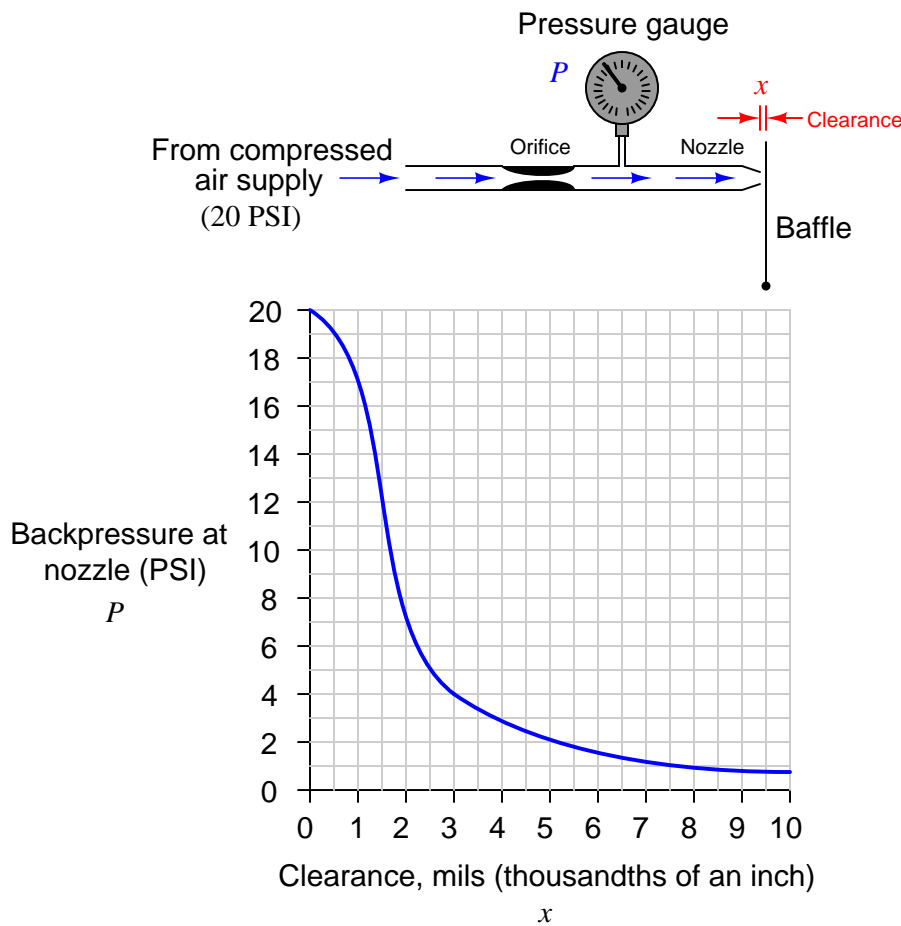 Pressure gauge
P
x
Clearance
From compressed
air supply
(20 PSI)
Orifice
Nozzle
Baffle
20
18
16
14
12
10
8
6
4
2
0
Backpressure at
nozzle (PSI)
P
0 1 2 3 4 5 6 7 8 9 10
Clearance, mils (thousandths of an inch)
x